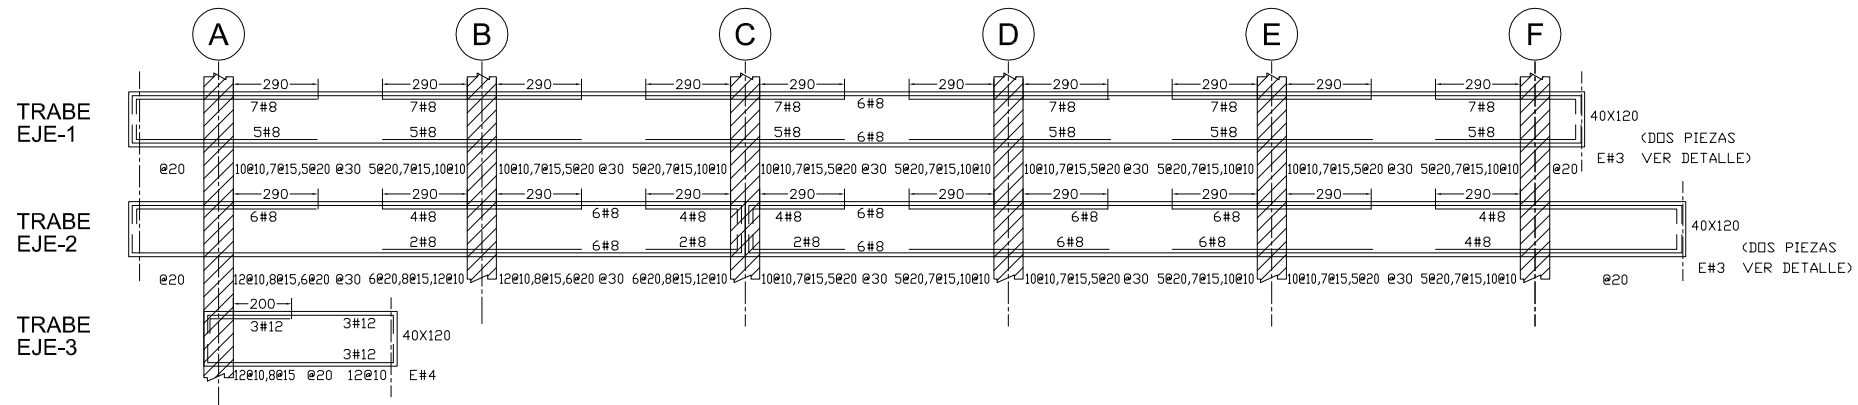 A B C D E F
290 290 290 290 290 290 290 290 290 290
TRABE
EJE-1
7#8 7#8 7#8 6#8 7#8 7#8 7#8
5#8 5#8 5#8 6#8 5#8 5#8 5#8
40X120
(DOS PIEZAS
E#3 VER DETALLE)
@20 10@10,7@15,5@20 @30 5@20,7@15,10@10 10@10,7@15,5@20 @30 5@20,7@15,10@10 10@10,7@15,5@20 @30 5@20,7@15,10@10 10@10,7@15,5@20 @30 5@20,7@15,10@10 10@10,7@15,5@20 @30 5@20,7@15,10@10 @20
290 290 290 290 290 290 290 290 290 290
TRABE
EJE-2
6#8 4#8 6#8 4#8 4#8 6#8 6#8 6#8 4#8
2#8 6#8 2#8 2#8 6#8 6#8 6#8 4#8
40X120
(DOS PIEZAS
E#3 VER DETALLE)
@20 12@10,8@15,6@20 @30 6@20,8@15,12@10 12@10,8@15,6@20 @30 6@20,8@15,12@10 10@10,7@15,5@20 @30 5@20,7@15,10@10 10@10,7@15,5@20 @30 5@20,7@15,10@10 10@10,7@15,5@20 @30 5@20,7@15,10@10 @20
200
TRABE
EJE-3
3#12 3#12
3#12
40X120
12@10,8@15 @20 12@10 E#4